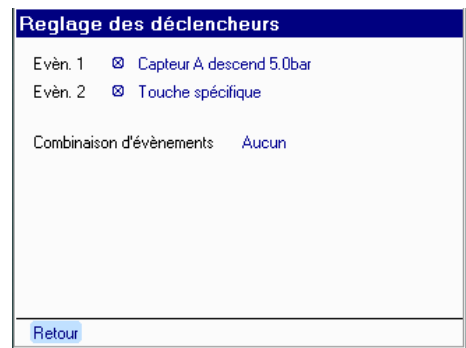 Reglage des déclencheurs
Evèn. 1 ⊠ Capteur A descend 5.0bar
Evèn. 2 ⊠ Touche spécifique
Combinaison d'évènements Aucun
Retour